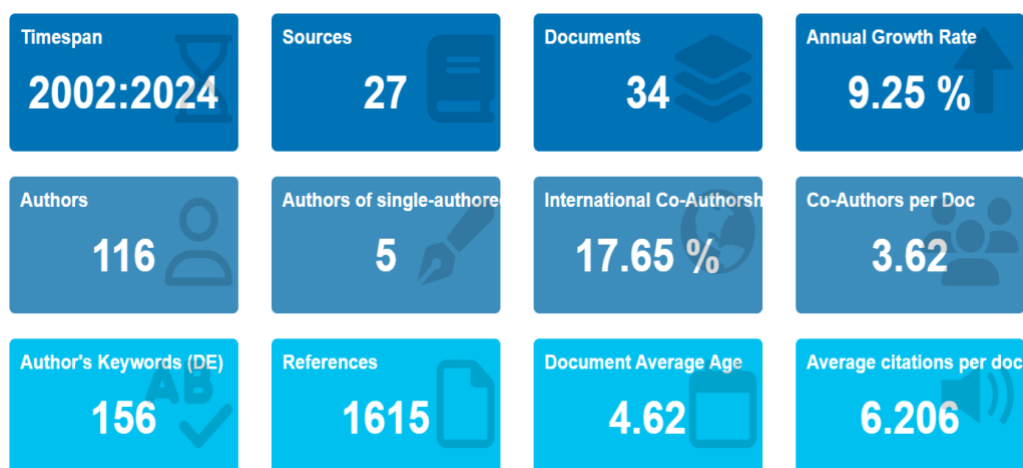 Timespan
2002:2024
Sources
27
Documents
34
Annual Growth Rate
9.25 %
Authors
116
Authors of single-authore
5
International Co-Authorsh
17.65 %
Co-Authors per Doc
3.62
Author's Keywords (DE)
156
References
1615
Document Average Age
4.62
Average citations per doc
6.206
AB